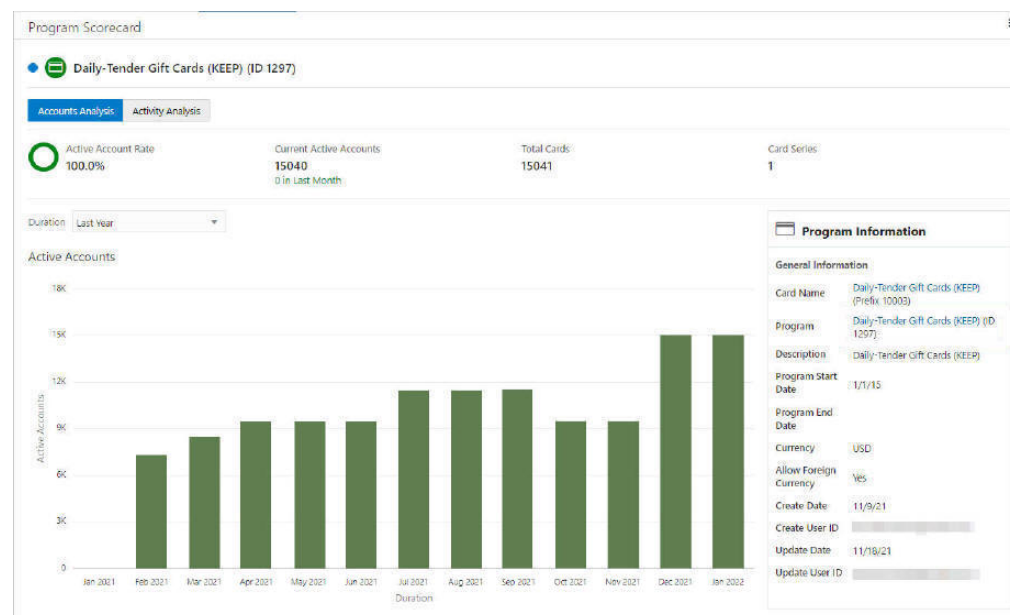 Program Scorecard
Daily-Tender Gift Cards (KEEP) (ID 1297)
Accounts Analysis Activity Analysis
Active Account Rate
100.0%
Current Active Accounts
15040
0 in Last Month
Total Cards
15041
Card Series
1
Duration Last Year
Active Accounts
18K
15K
12K
9K
6K
3K
0
Active Accounts
Jan 2021 Feb 2021 Mar 2021 Apr 2021 May 2021 Jun 2021 Jul 2021 Aug 2021 Sep 2021 Oct 2021 Nov 2021 Dec 2021 Jan 2022
Duration
Program Information
General Information
Card Name Daily-Tender Gift Cards (KEEP)
(Prefix 10003)
Program Daily-Tender Gift Cards (KEEP) (ID
1297)
Description Daily-Tender Gift Cards (KEEP)
Program Start
Date 1/1/15
Program End
Date
Currency USD
Allow Foreign
Currency Yes
Create Date 11/9/21
Create User ID
Update Date 11/18/21
Update User ID